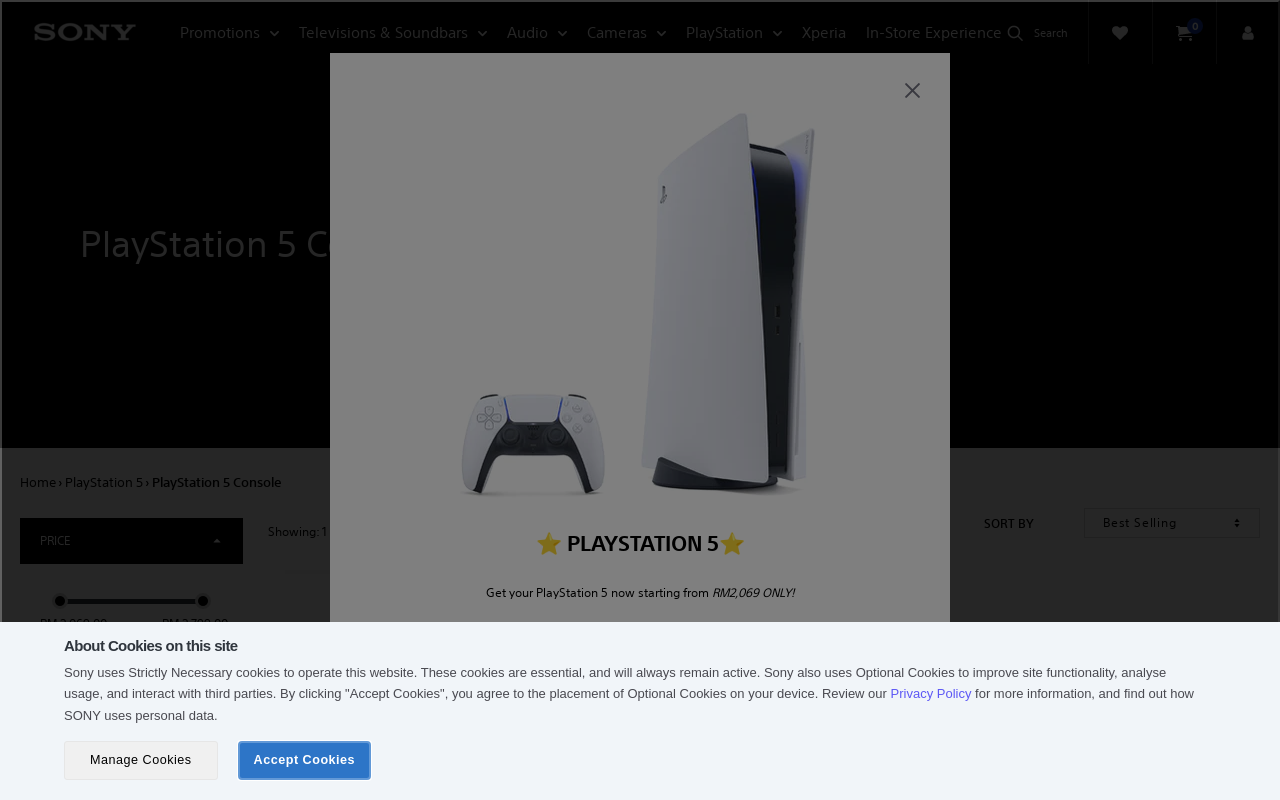 SONY
Promotions
Televisions & Soundbars
Audio
Cameras
PlayStation
Xperia
In-Store Experience
Search
0
PlayStation 5 Co
Home › PlayStation 5 › PlayStation 5 Console
PRICE
Showing: 1
SORT BY
Best Selling
⭐ PLAYSTATION 5⭐
Get your PlayStation 5 now starting from RM2,069 ONLY!
About Cookies on this site
Sony uses Strictly Necessary cookies to operate this website. These cookies are essential, and will always remain active. Sony also uses Optional Cookies to improve site functionality, analyse
usage, and interact with third parties. By clicking "Accept Cookies", you agree to the placement of Optional Cookies on your device. Review our Privacy Policy for more information, and find out how
SONY uses personal data.
Manage Cookies
Accept Cookies